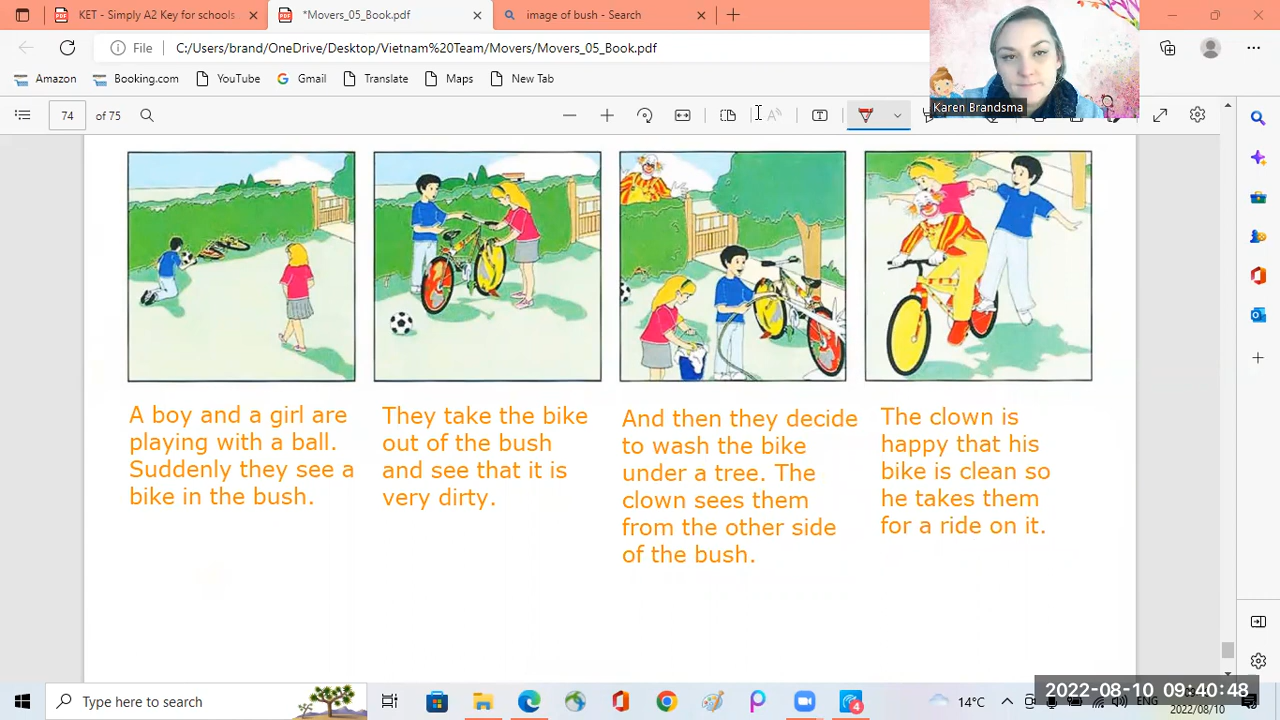 KET - Simply A2 Key for schools
*Movers_05_Book.pdf
image of bush - Search
File
C:/Users/brand/OneDrive/Desktop/Vietnam%20Team/Movers/Movers_05_Book.pdf
Amazon
Booking.com
YouTube
Gmail
Translate
Maps
New Tab
Karen Brandsma
74
of 75
A boy and a girl are
playing with a ball.
Suddenly they see a
bike in the bush.
They take the bike
out of the bush
and see that it is
very dirty.
And then they decide
to wash the bike
under a tree. The
clown sees them
from the other side
of the bush.
The clown is
happy that his
bike is clean so
he takes them
for a ride on it.
Type here to search
4
14°C
ENG
2022-08-10 09:40:48
2022/08/10